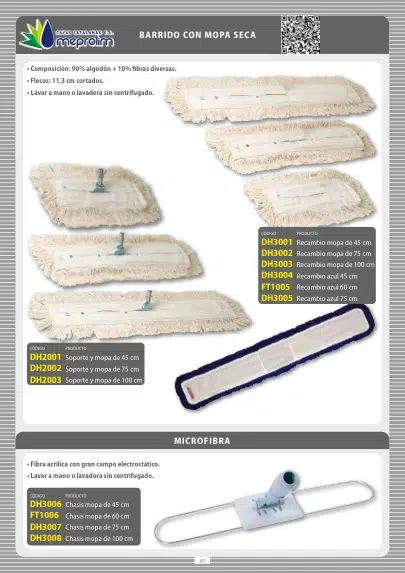 TAPAS CATALANAS S.L.
meprolim
BARRIDO CON MOPA SECA
• Composición: 90% algodón + 10% fibras diversas.
• Flecos: 11,3 cm cortados.
• Lavar a mano o lavadora sin centrifugado.
CÓDIGO PRODUCTO
DH3001 Recambio mopa de 45 cm
DH3002 Recambio mopa de 75 cm
DH3003 Recambio mopa de 100 cm
DH3004 Recambio azul 45 cm
FT1005 Recambio azul 60 cm
DH3005 Recambio azul 75 cm
CÓDIGO PRODUCTO
DH2001 Soporte y mopa de 45 cm
DH2002 Soporte y mopa de 75 cm
DH2003 Soporte y mopa de 100 cm
MICROFIBRA
• Fibra acrílica con gran campo electrostático.
• Lavar a mano o lavadora sin centrifugado.
CÓDIGO PRODUCTO
DH3006 Chasis mopa de 45 cm
FT1006 Chasis mopa de 60 cm
DH3007 Chasis mopa de 75 cm
DH3008 Chasis mopa de 100 cm
87